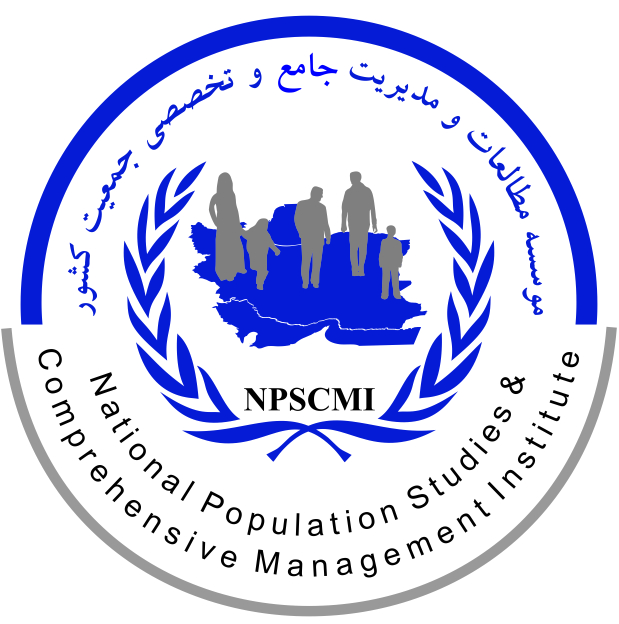 موسسه مطالعات و مدیریت جامع و تخصصی جمعیت کشور
NPSCMI
National Population Studies &
Comprehensive Management Institute